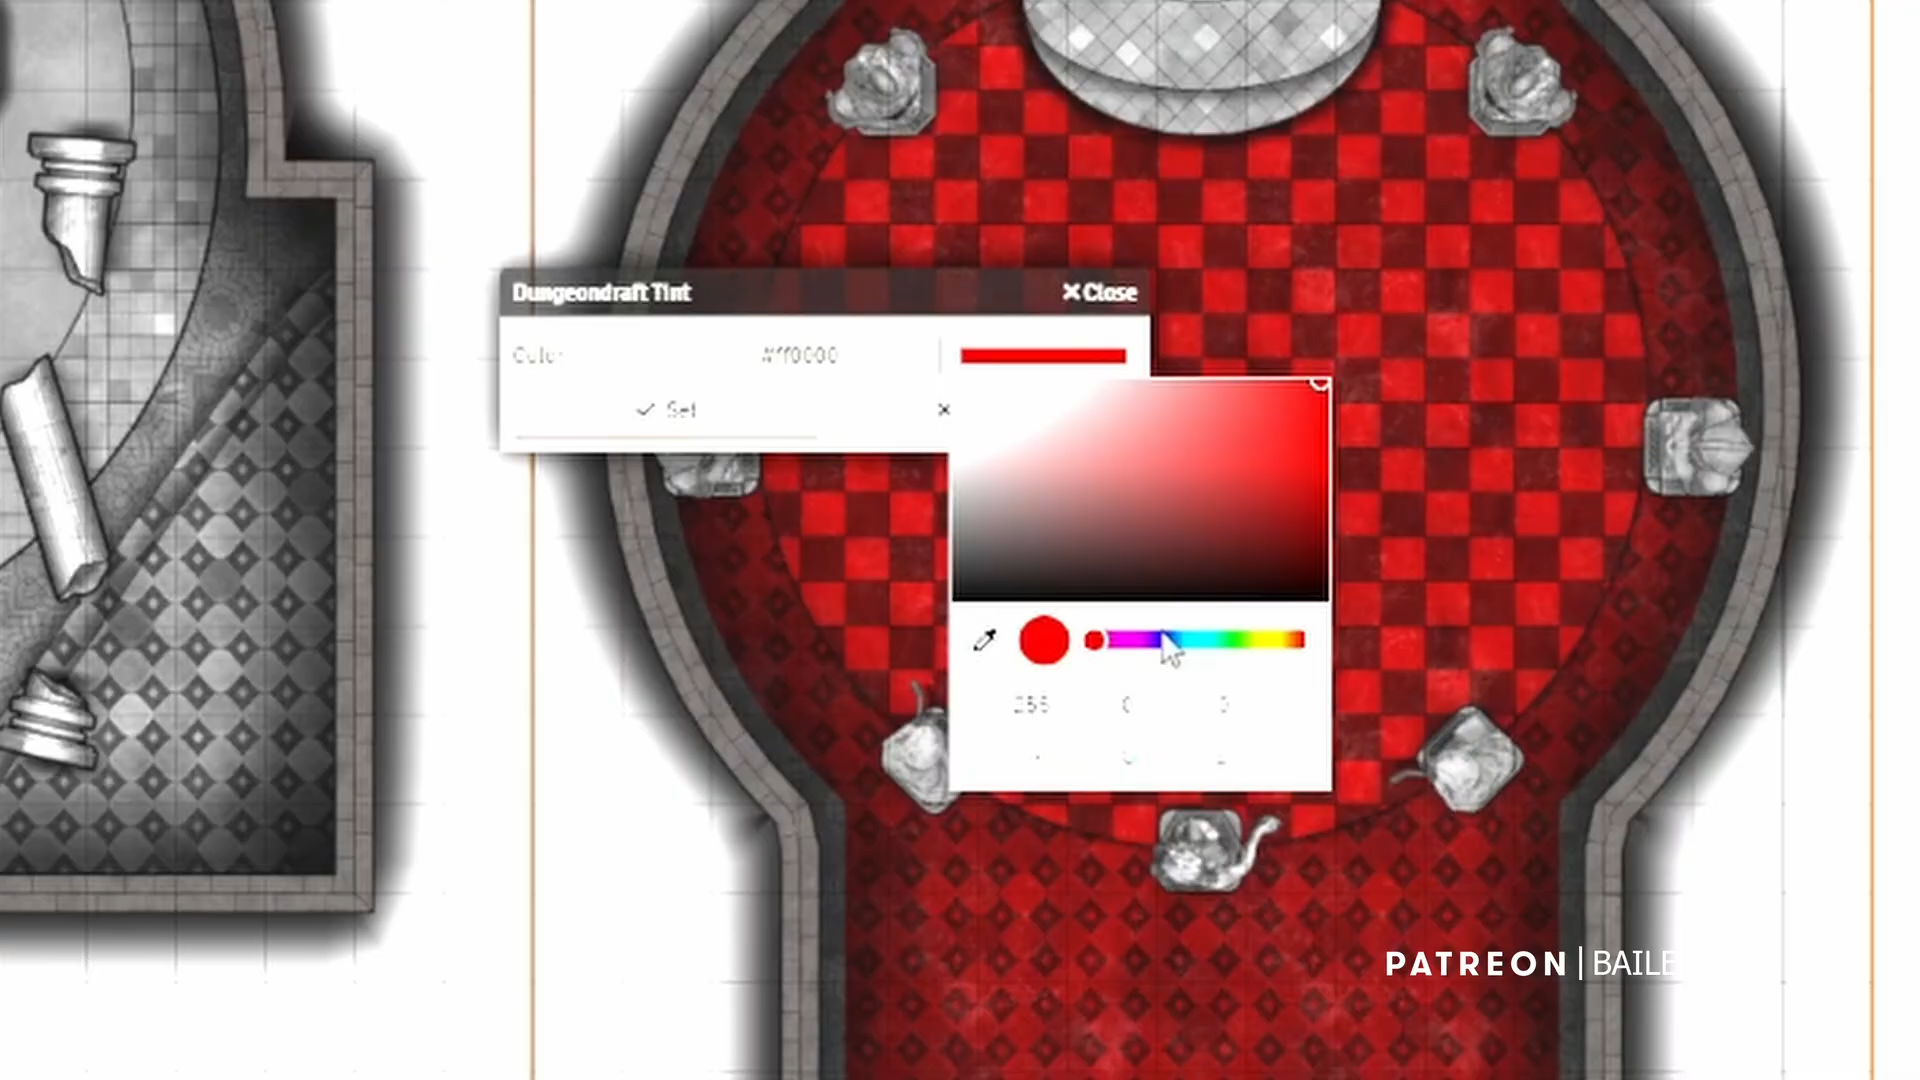 Dungeondraft Tint
Close
Color
#ff0000
Set
255 0 0
PATREON | BAILE